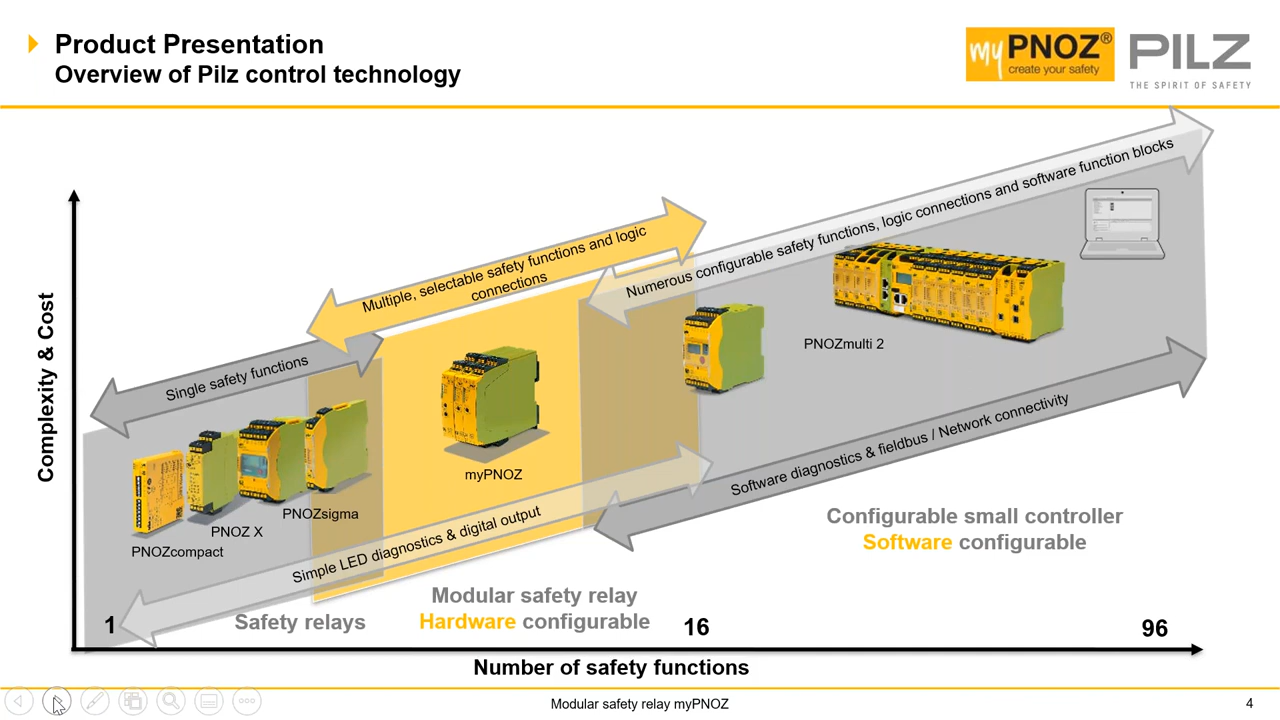 Product Presentation
Overview of Pilz control technology
myPNOZ®
create your safety
PILZ
THE SPIRIT OF SAFETY
Complexity & Cost
Single safety functions
Multiple, selectable safety functions and logic
connections
Numerous configurable safety functions, logic connections and software function blocks
PNOZmulti 2
myPNOZ
PNOZsigma
PNOZ X
PNOZcompact
Simple LED diagnostics & digital output
Software diagnostics & fieldbus / Network connectivity
Configurable small controller
Software configurable
Modular safety relay
Hardware configurable
Safety relays
1
16
96
Number of safety functions
Modular safety relay myPNOZ
4